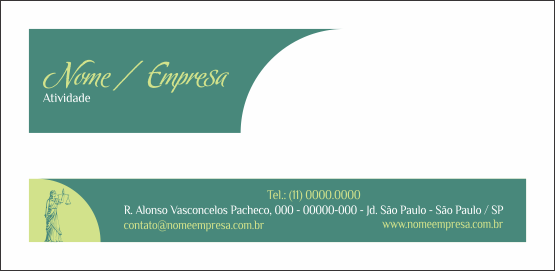 Nome / Empresa
Atividade
Tel.: (11) 0000.0000
R. Alonso Vasconcelos Pacheco, 000 - 00000-000 - Jd. São Paulo - São Paulo / SP
contato@nomeempresa.com.br www.nomeempresa.com.br